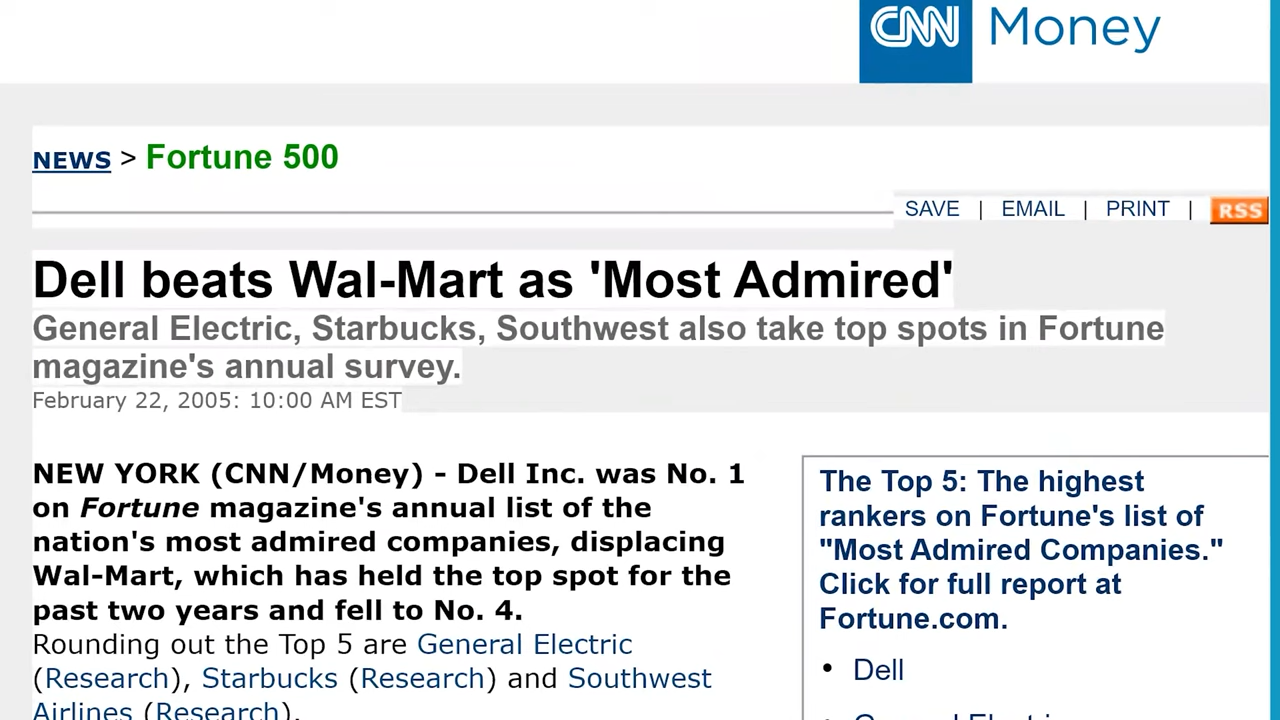 CNN Money
NEWS > Fortune 500
SAVE | EMAIL | PRINT | RSS
Dell beats Wal-Mart as 'Most Admired'
General Electric, Starbucks, Southwest also take top spots in Fortune
magazine's annual survey.
February 22, 2005: 10:00 AM EST
NEW YORK (CNN/Money) - Dell Inc. was No. 1
on Fortune magazine's annual list of the
nation's most admired companies, displacing
Wal-Mart, which has held the top spot for the
past two years and fell to No. 4.
Rounding out the Top 5 are General Electric
(Research), Starbucks (Research) and Southwest
Airlines (Research).
The Top 5: The highest
rankers on Fortune's list of
"Most Admired Companies."
Click for full report at
Fortune.com.
• Dell
• General Electric